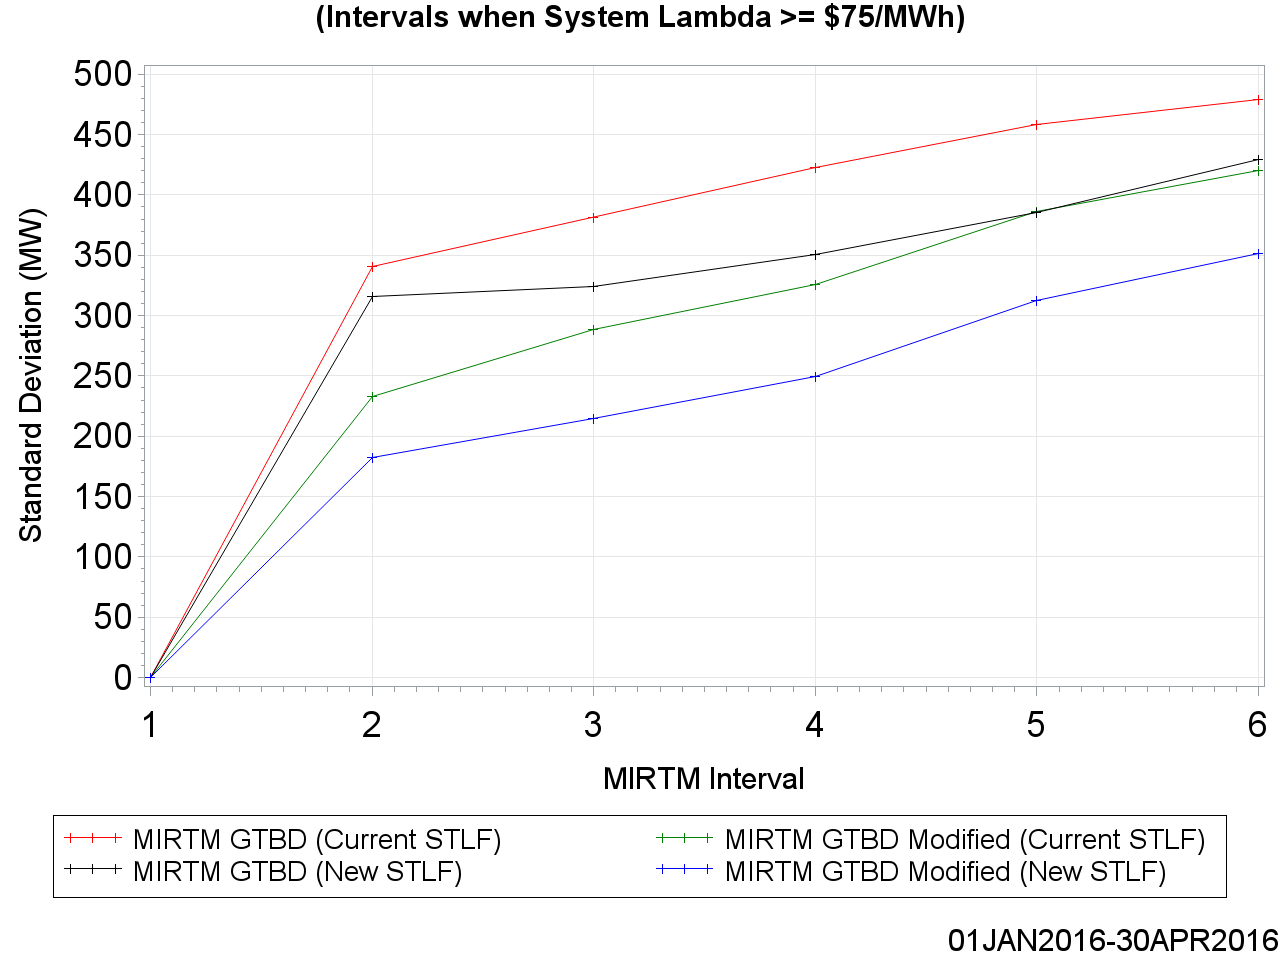 (Intervals when System Lambda >= $75/MWh)
500
450
400
350
300
250
200
150
100
50
0
Standard Deviation (MW)
1 2 3 4 5 6
MIRTM Interval
MIRTM GTBD (Current STLF) MIRTM GTBD Modified (Current STLF)
MIRTM GTBD (New STLF) MIRTM GTBD Modified (New STLF)
01JAN2016-30APR2016